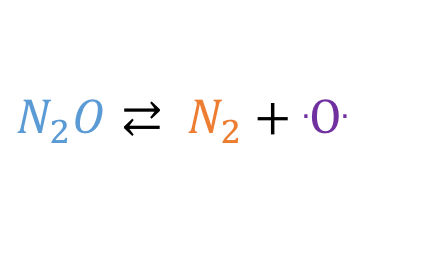 N₂O ⇄ N₂ + ·O·